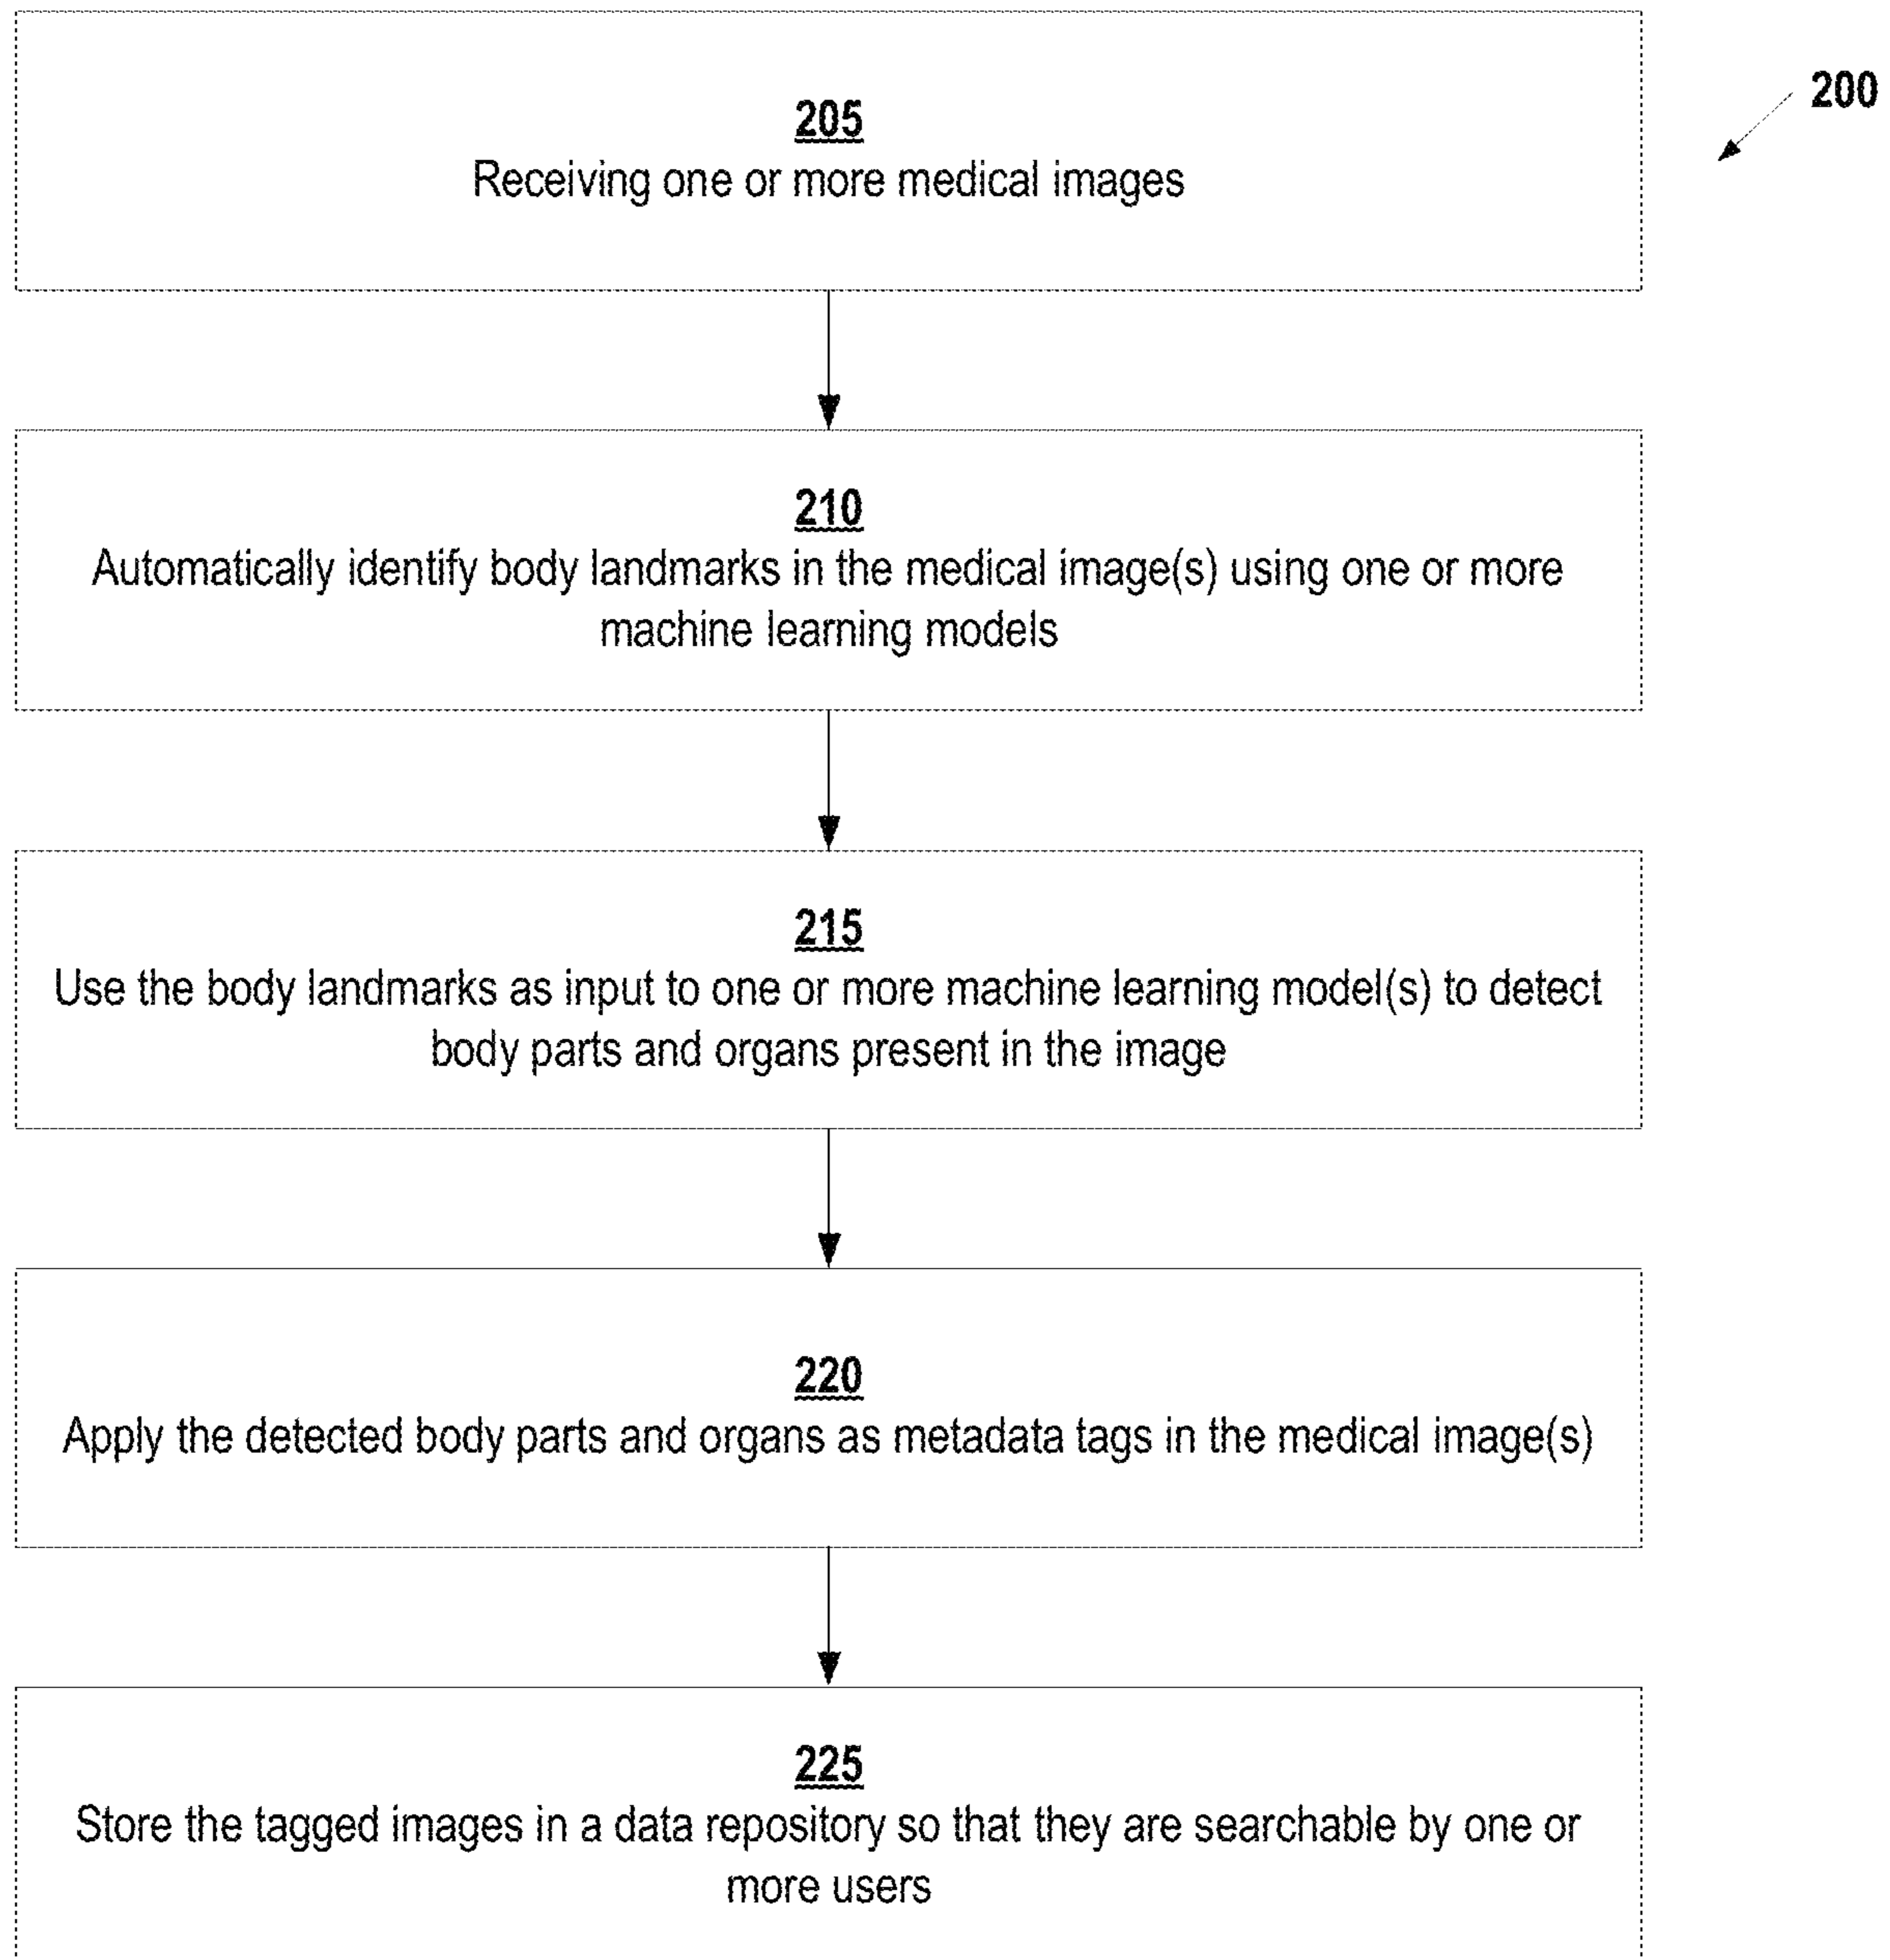 200
205
Receiving one or more medical images
210
Automatically identify body landmarks in the medical image(s) using one or more
machine learning models
215
Use the body landmarks as input to one or more machine learning model(s) to detect
body parts and organs present in the image
220
Apply the detected body parts and organs as metadata tags in the medical image(s)
225
Store the tagged images in a data repository so that they are searchable by one or
more users